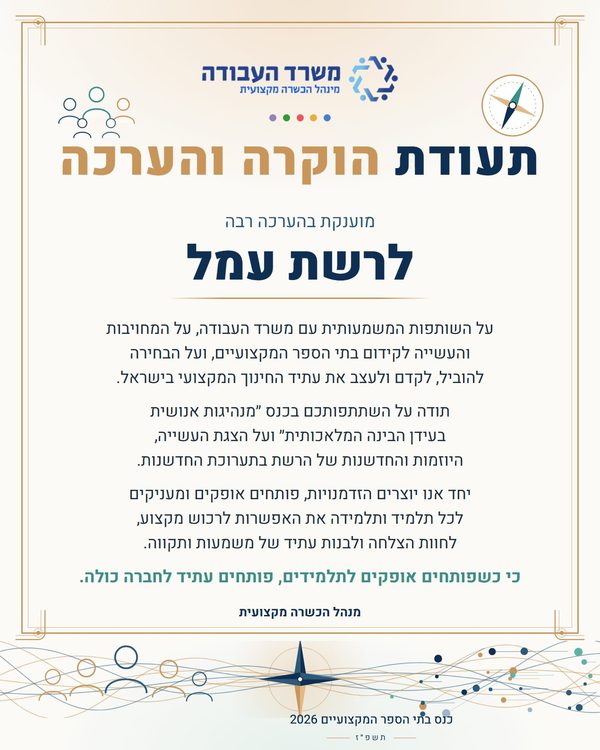 משרד העבודה
מינהל הכשרה מקצועית
תעודת הוקרה והערכה
מוענקת בהערכה רבה
לרשת עמל
על השותפות המשמעותית עם משרד העבודה, על המחויבות
והעשייה לקידום בתי הספר המקצועיים, ועל הבחירה
להוביל, לקדם ולעצב את עתיד החינוך המקצועי בישראל.
תודה על השתתפותכם בכנס "מנהיגות אנושית
בעידן הבינה המלאכותית" ועל הצגת העשייה,
היוזמות והחדשנות של הרשת בתערוכת החדשנות.
יחד אנו יוצרים הזדמנויות, פותחים אופקים ומעניקים
לכל תלמיד ותלמידה את האפשרות לרכוש מקצוע,
לחוות הצלחה ולבנות עתיד של משמעות ותקווה.
כי כשפותחים אופקים לתלמידים, פותחים עתיד לחברה כולה.
מנהל הכשרה מקצועית
כנס בתי הספר המקצועיים 2026
תשפ"ז